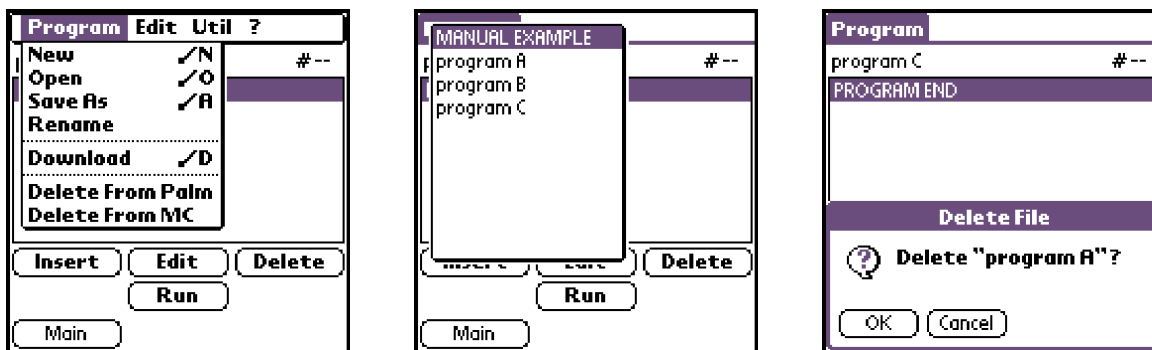 Program Edit Util ?
New /N
Open /O
Save As /A
Rename
Download /D
Delete From Palm
Delete From MC
#--
Insert Edit Delete
Run
Main
MANUAL EXAMPLE
program A
program B
program C
#--
Delete
Run
Main
Program
program C #--
PROGRAM END
Delete File
Delete "program A"?
OK Cancel